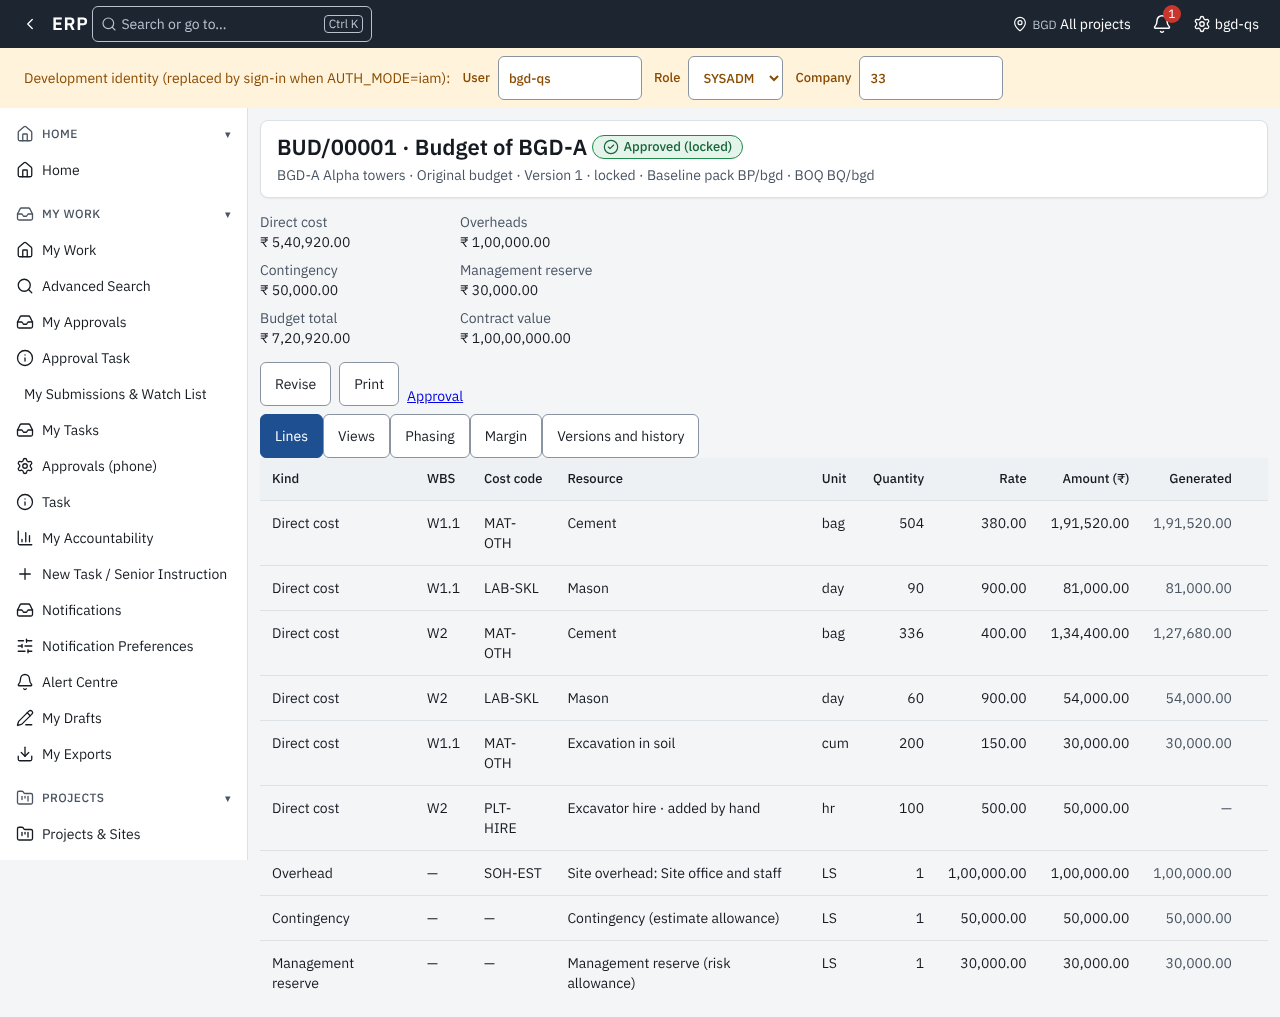 ERP
Search or go to...
Ctrl K
BGD All projects
1
bgd-qs
Development identity (replaced by sign-in when AUTH_MODE=iam):
User
bgd-qs
Role
SYSADM
Company
33
HOME
Home
MY WORK
My Work
Advanced Search
My Approvals
Approval Task
My Submissions & Watch List
My Tasks
Approvals (phone)
Task
My Accountability
New Task / Senior Instruction
Notifications
Notification Preferences
Alert Centre
My Drafts
My Exports
PROJECTS
Projects & Sites
BUD/00001 · Budget of BGD-A
Approved (locked)
BGD-A Alpha towers · Original budget · Version 1 · locked · Baseline pack BP/bgd · BOQ BQ/bgd
Direct cost
₹ 5,40,920.00
Overheads
₹ 1,00,000.00
Contingency
₹ 50,000.00
Management reserve
₹ 30,000.00
Budget total
₹ 7,20,920.00
Contract value
₹ 1,00,00,000.00
Revise
Print
Approval
Lines
Views
Phasing
Margin
Versions and history
Kind WBS Cost code Resource Unit Quantity Rate Amount (₹) Generated
Direct cost W1.1 MAT-OTH Cement bag 504 380.00 1,91,520.00 1,91,520.00
Direct cost W1.1 LAB-SKL Mason day 90 900.00 81,000.00 81,000.00
Direct cost W2 MAT-OTH Cement bag 336 400.00 1,34,400.00 1,27,680.00
Direct cost W2 LAB-SKL Mason day 60 900.00 54,000.00 54,000.00
Direct cost W1.1 MAT-OTH Excavation in soil cum 200 150.00 30,000.00 30,000.00
Direct cost W2 PLT-HIRE Excavator hire · added by hand hr 100 500.00 50,000.00 —
Overhead — SOH-EST Site overhead: Site office and staff LS 1 1,00,000.00 1,00,000.00 1,00,000.00
Contingency — — Contingency (estimate allowance) LS 1 50,000.00 50,000.00 50,000.00
Management reserve — — Management reserve (risk allowance) LS 1 30,000.00 30,000.00 30,000.00